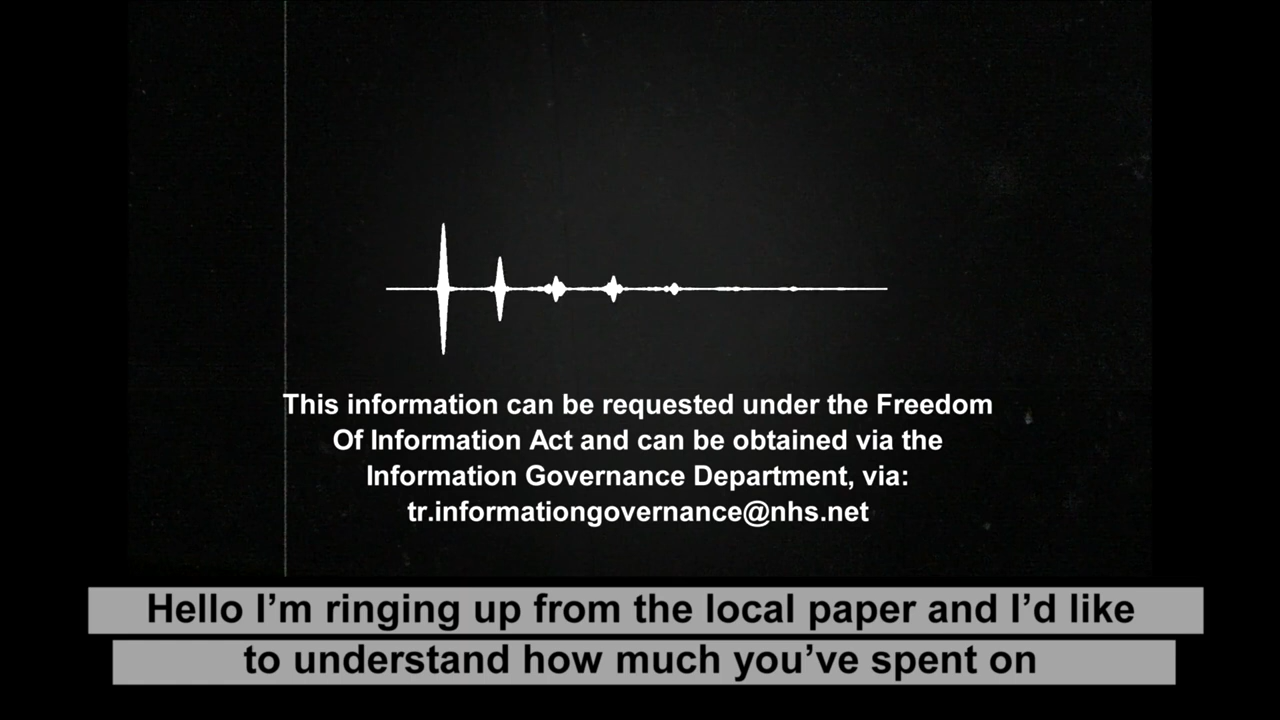 This information can be requested under the Freedom
Of Information Act and can be obtained via the
Information Governance Department, via:
tr.informationgovernance@nhs.net
Hello I’m ringing up from the local paper and I’d like
to understand how much you’ve spent on